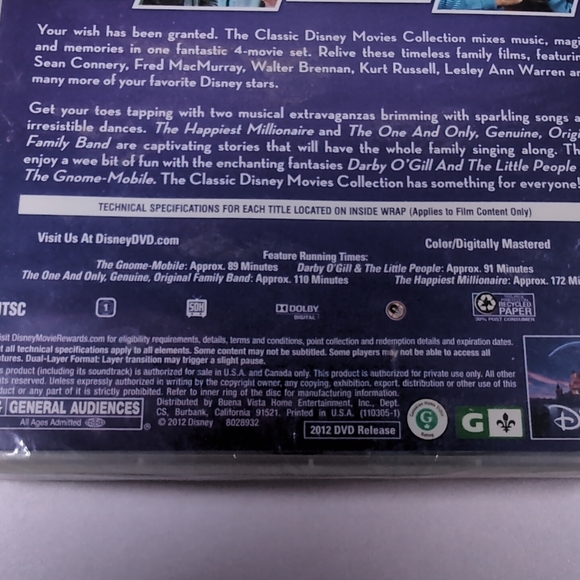 Your wish has been granted. The Classic Disney Movies Collection mixes music, magi
and memories in one fantastic 4-movie set. Relive these timeless family films, featurin
Sean Connery, Fred MacMurray, Walter Brennan, Kurt Russell, Lesley Ann Warren an
many more of your favorite Disney stars.
Get your toes tapping with two musical extravaganzas brimming with sparkling songs a
irresistible dances. The Happiest Millionaire and The One And Only, Genuine, Origi
Family Band are captivating stories that will have the whole family singing along. Th
enjoy a wee bit of fun with the enchanting fantasies Darby O'Gill And The Little People
The Gnome-Mobile. The Classic Disney Movies Collection has something for everyone!
TECHNICAL SPECIFICATIONS FOR EACH TITLE LOCATED ON INSIDE WRAP (Applies to Film Content Only)
Visit Us At DisneyDVD.com Color/Digitally Mastered
Feature Running Times:
The Gnome-Mobile: Approx. 89 Minutes Darby O'Gill & The Little People: Approx. 91 Minutes
The One And Only, Genuine, Original Family Band: Approx. 110 Minutes The Happiest Millionaire: Approx. 172 Mi
NTSC 1 SDH DOLBY DIGITAL RECYCLED PAPER
30% POST CONSUMER
isit DisneyMovieRewards.com for eligibility requirements, details, terms and conditions, point collection and redemption details and expiration dates.
t all technical specifications apply to all elements. Some content may not be subtitled. Some players may not be able to access all
atures. Dual-Layer Format: Layer transition may trigger a slight pause.
s product (including its soundtrack) is authorized for sale in U.S.A. and Canada only. This product is authorized for private use only. All other
ts reserved. Unless expressly authorized in writing by the copyright owner, any copying, exhibition, export, distribution or other use of this
duct or any part of it is strictly prohibited. Refer to inner ring of the disc for manufacturing information.
G GENERAL AUDIENCES
All Ages Admitted
®
Distributed by Buena Vista Home Entertainment, Inc., Dept.
CS, Burbank, California 91521. Printed in U.S.A. (110305-1)
© 2012 Disney 8028932
2012 DVD Release
G
G
D